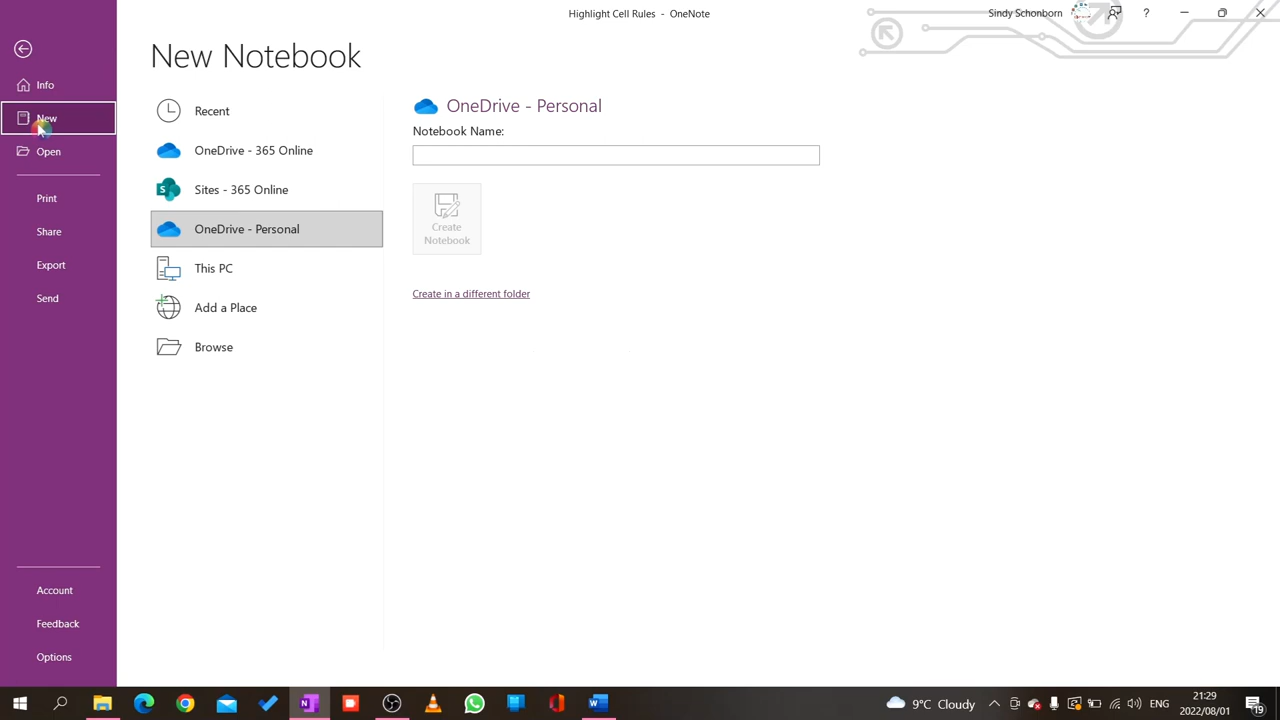 Highlight Cell Rules - OneNote
Sindy Schonborn
?
New Notebook
Info
New
Open
Print
Share
Export
Send
Account
Feedback
Options
Recent
OneDrive - 365 Online
S
Sites - 365 Online
OneDrive - Personal
This PC
Add a Place
Browse
OneDrive - Personal
Notebook Name:
Create
Notebook
Create in a different folder
N
W
9°C Cloudy
ENG
21:29
2022/08/01
19